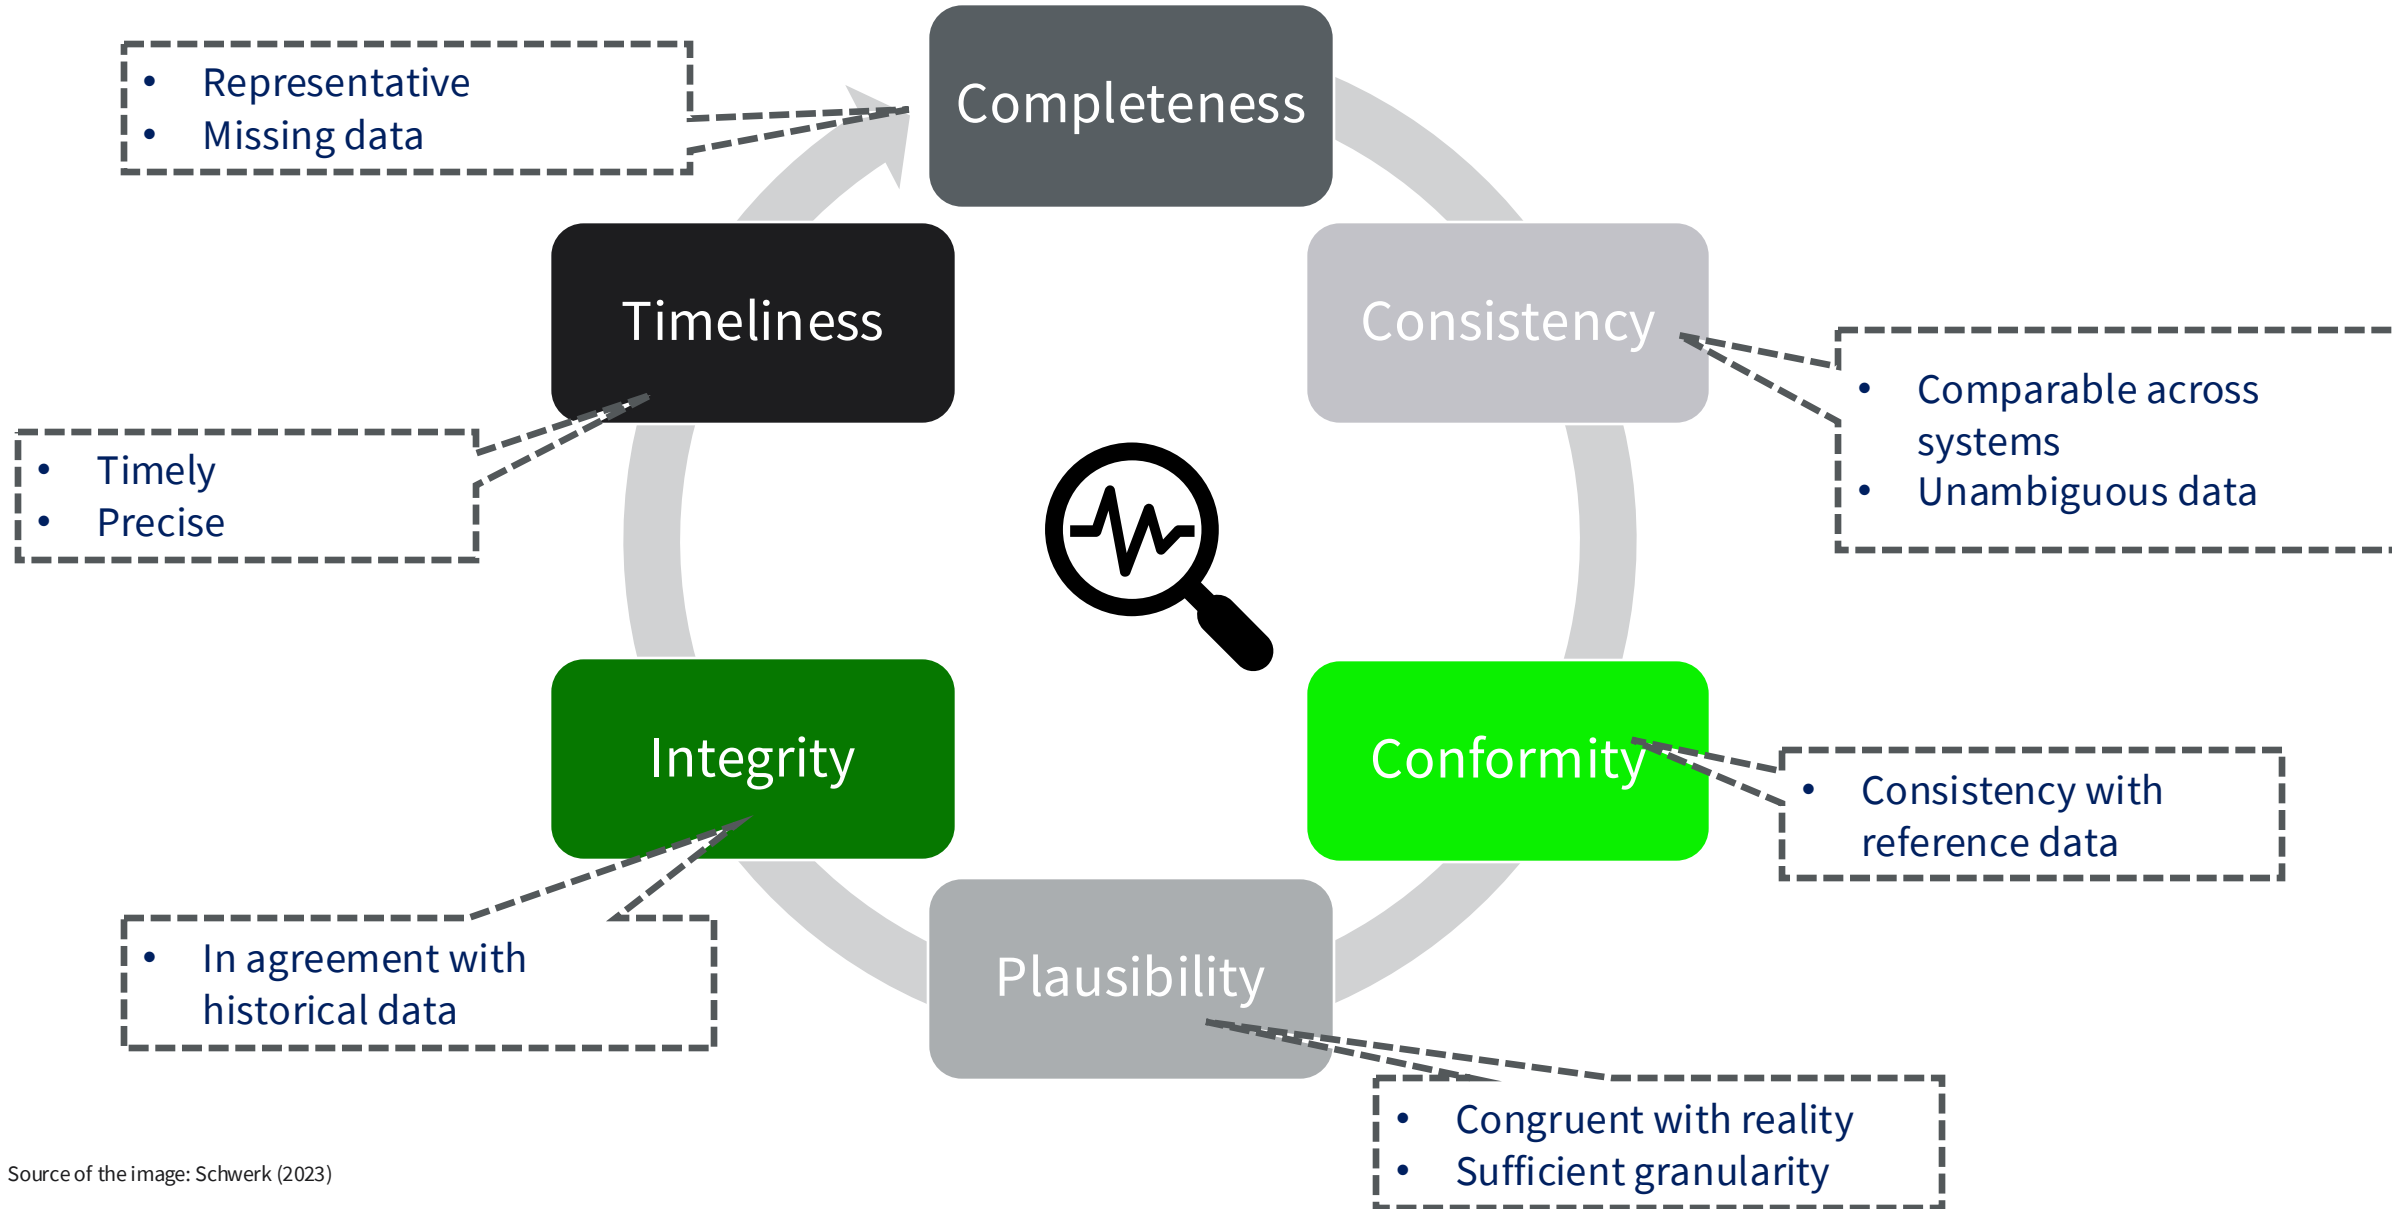 Completeness
• Representative
• Missing data
Consistency
• Comparable across
systems
• Unambiguous data
Conformity
• Consistency with
reference data
Plausibility
• Congruent with reality
• Sufficient granularity
Integrity
• In agreement with
historical data
Timeliness
• Timely
• Precise
Source of the image: Schwerk (2023)